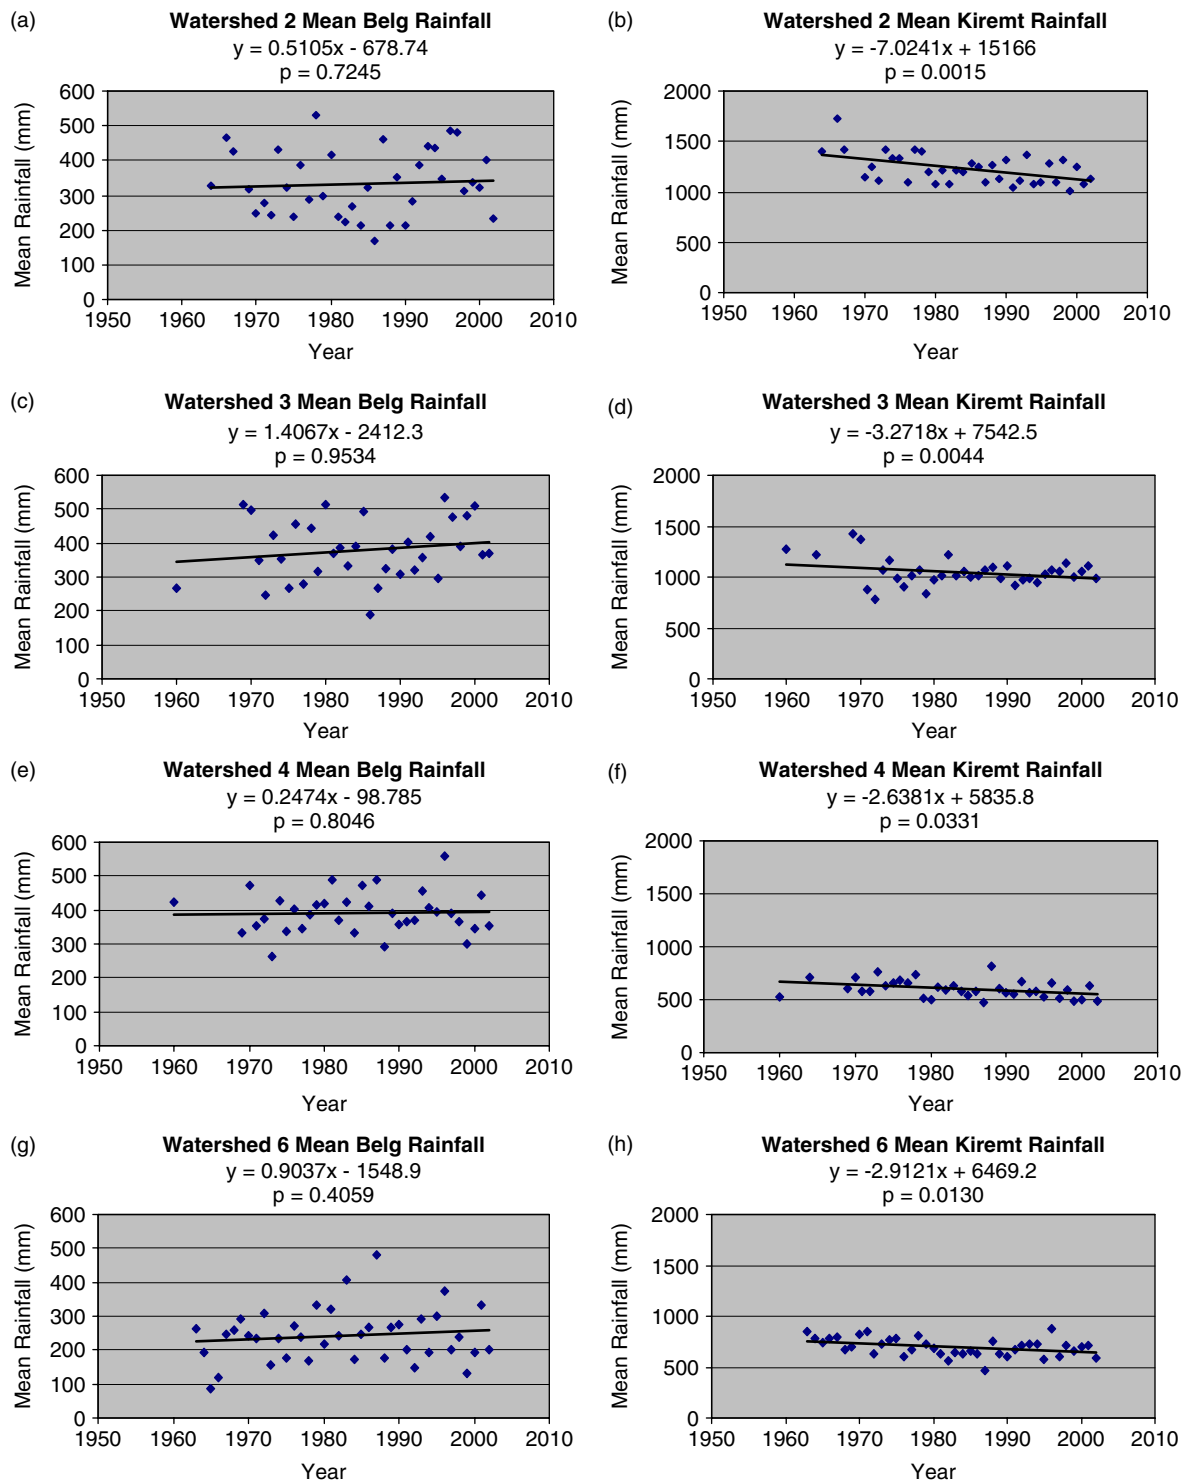 (a)
Watershed 2 Mean Belg Rainfall
y = 0.5105x - 678.74
p = 0.7245
Mean Rainfall (mm)
600
500
400
300
200
100
0
1950 1960 1970 1980 1990 2000 2010
Year
(b)
Watershed 2 Mean Kiremt Rainfall
y = -7.0241x + 15166
p = 0.0015
Mean Rainfall (mm)
2000
1500
1000
500
0
1950 1960 1970 1980 1990 2000 2010
Year
(c)
Watershed 3 Mean Belg Rainfall
y = 1.4067x - 2412.3
p = 0.9534
Mean Rainfall (mm)
600
500
400
300
200
100
0
1950 1960 1970 1980 1990 2000 2010
Year
(d)
Watershed 3 Mean Kiremt Rainfall
y = -3.2718x + 7542.5
p = 0.0044
Mean Rainfall (mm)
2000
1500
1000
500
0
1950 1960 1970 1980 1990 2000 2010
Year
(e)
Watershed 4 Mean Belg Rainfall
y = 0.2474x - 98.785
p = 0.8046
Mean Rainfall (mm)
600
500
400
300
200
100
0
1950 1960 1970 1980 1990 2000 2010
Year
(f)
Watershed 4 Mean Kiremt Rainfall
y = -2.6381x + 5835.8
p = 0.0331
Mean Rainfall (mm)
2000
1500
1000
500
0
1950 1960 1970 1980 1990 2000 2010
Year
(g)
Watershed 6 Mean Belg Rainfall
y = 0.9037x - 1548.9
p = 0.4059
Mean Rainfall (mm)
600
500
400
300
200
100
0
1950 1960 1970 1980 1990 2000 2010
Year
(h)
Watershed 6 Mean Kiremt Rainfall
y = -2.9121x + 6469.2
p = 0.0130
Mean Rainfall (mm)
2000
1500
1000
500
0
1950 1960 1970 1980 1990 2000 2010
Year